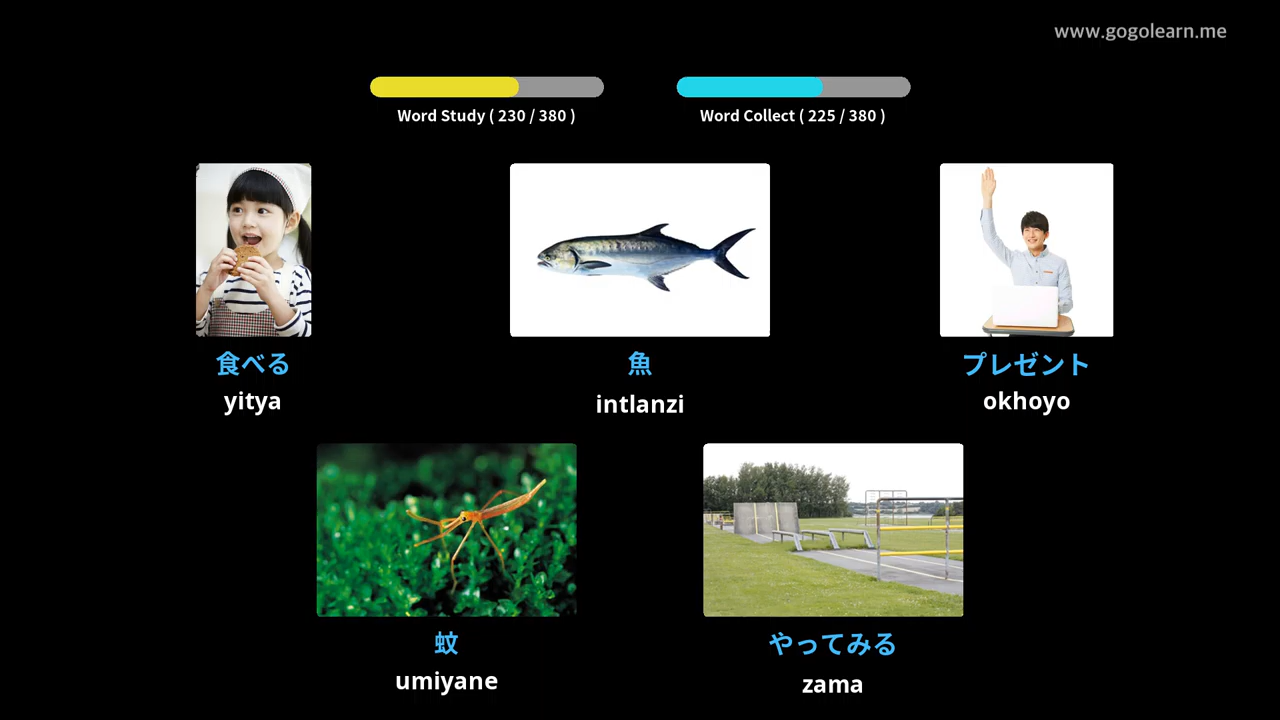 www.gogolearn.me
Word Study ( 230 / 380 )
Word Collect ( 225 / 380 )
食べる
yitya
魚
intlanzi
プレゼント
okhoyo
蚊
umiyane
やってみる
zama